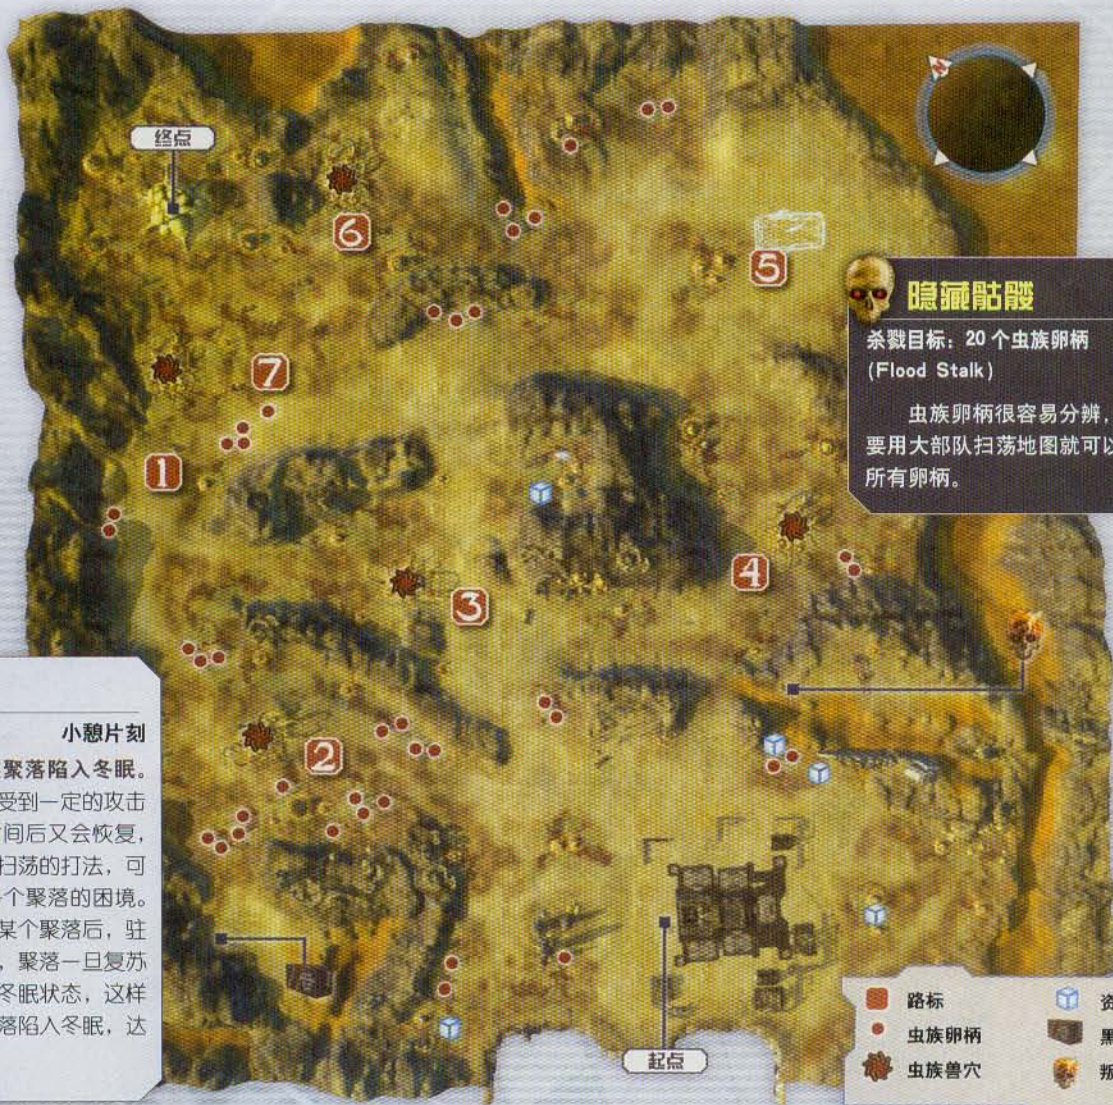 终点
6
5
隐藏骷髅
杀戮目标：20 个虫族卵柄
(Flood Stalk)
虫族卵柄很容易分辨，
要用大部队扫荡地图就可以
所有卵柄。
7
1
4
3
2
小憩片刻
聚落陷入冬眠。
受到一定的攻击
间后又会恢复，
扫荡的打法，可
个聚落的困境。
某个聚落后，驻
，聚落一旦复苏
冬眠状态，这样
落陷入冬眠，达
起点
路标
虫族卵柄
虫族兽穴
资
黑
叛